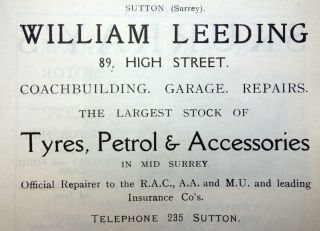 SUTTON (Surrey).
WILLIAM LEEDING
89, HIGH STREET.
COACHBUILDING. GARAGE. REPAIRS.
THE LARGEST STOCK OF
Tyres, Petrol & Accessories
IN MID SURREY.
Official Repairer to the R.A.C., A.A. and M.U. and leading
Insurance Co's.
TELEPHONE 235 SUTTON.